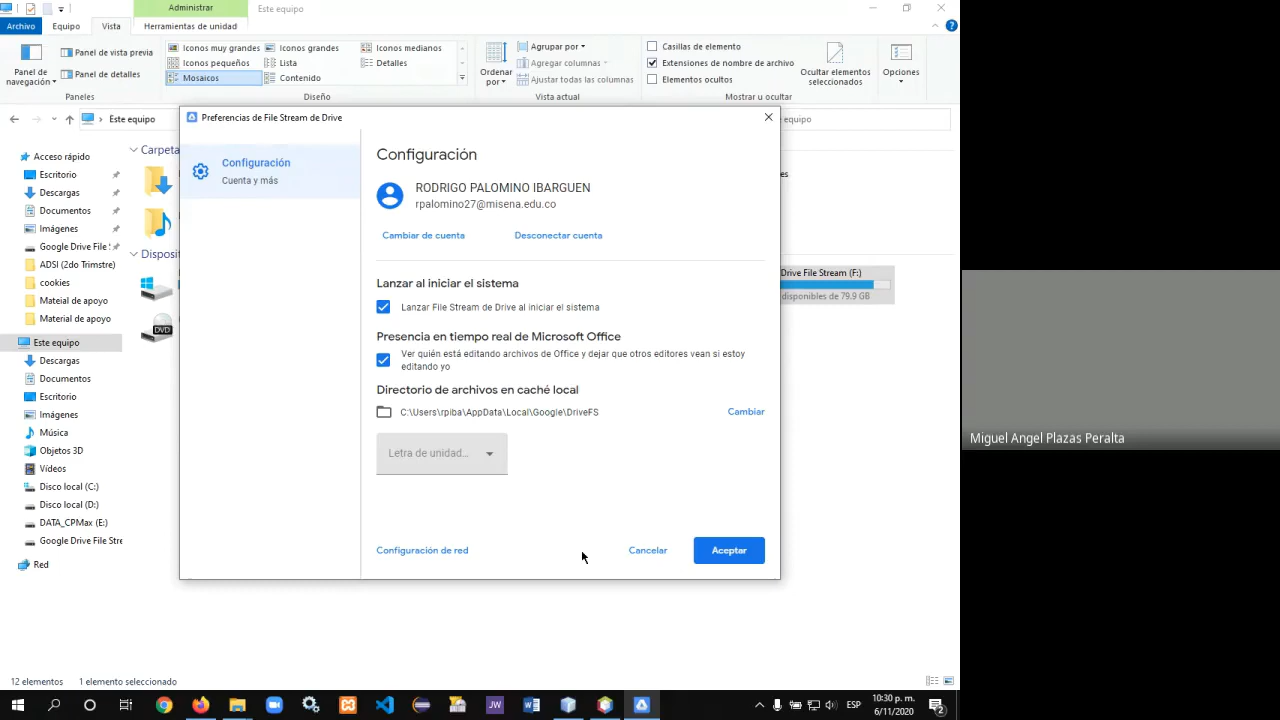 Administrar
Este equipo
Archivo
Equipo
Vista
Herramientas de unidad
Panel de navegación
Panel de vista previa
Panel de detalles
Paneles
Iconos muy grandes
Iconos grandes
Iconos medianos
Iconos pequeños
Lista
Detalles
Mosaicos
Contenido
Diseño
Ordenar por
Agrupar por
Agregar columnas
Ajustar todas las columnas
Vista actual
Casillas de elemento
Extensiones de nombre de archivo
Elementos ocultos
Ocultar elementos seleccionados
Mostrar u ocultar
Opciones
Este equipo
equipo
Acceso rápido
Escritorio
Descargas
Documentos
Imágenes
Google Drive File
ADSI (2do Trimstre)
cookies
Mateial de apoyo
Material de apoyo
Este equipo
Descargas
Documentos
Escritorio
Imágenes
Música
Objetos 3D
Vídeos
Disco local (C:)
Disco local (D:)
DATA_CPMax (E:)
Google Drive File Stre
Red
Carpeta
Disposit
DVD
es
Drive File Stream (F:)
disponibles de 79.9 GB
Preferencias de File Stream de Drive
Configuración
Cuenta y más
Configuración
RODRIGO PALOMINO IBARGUEN
rpalomino27@misena.edu.co
Cambiar de cuenta
Desconectar cuenta
Lanzar al iniciar el sistema
Lanzar File Stream de Drive al iniciar el sistema
Presencia en tiempo real de Microsoft Office
Ver quién está editando archivos de Office y dejar que otros editores vean si estoy
editando yo
Directorio de archivos en caché local
C:\Users\rpiba\AppData\Local\Google\DriveFS
Cambiar
Letra de unidad...
Configuración de red
Cancelar
Aceptar
12 elementos
1 elemento seleccionado
JW
ESP
10:30 p. m.
6/11/2020
2
Miguel Angel Plazas Peralta